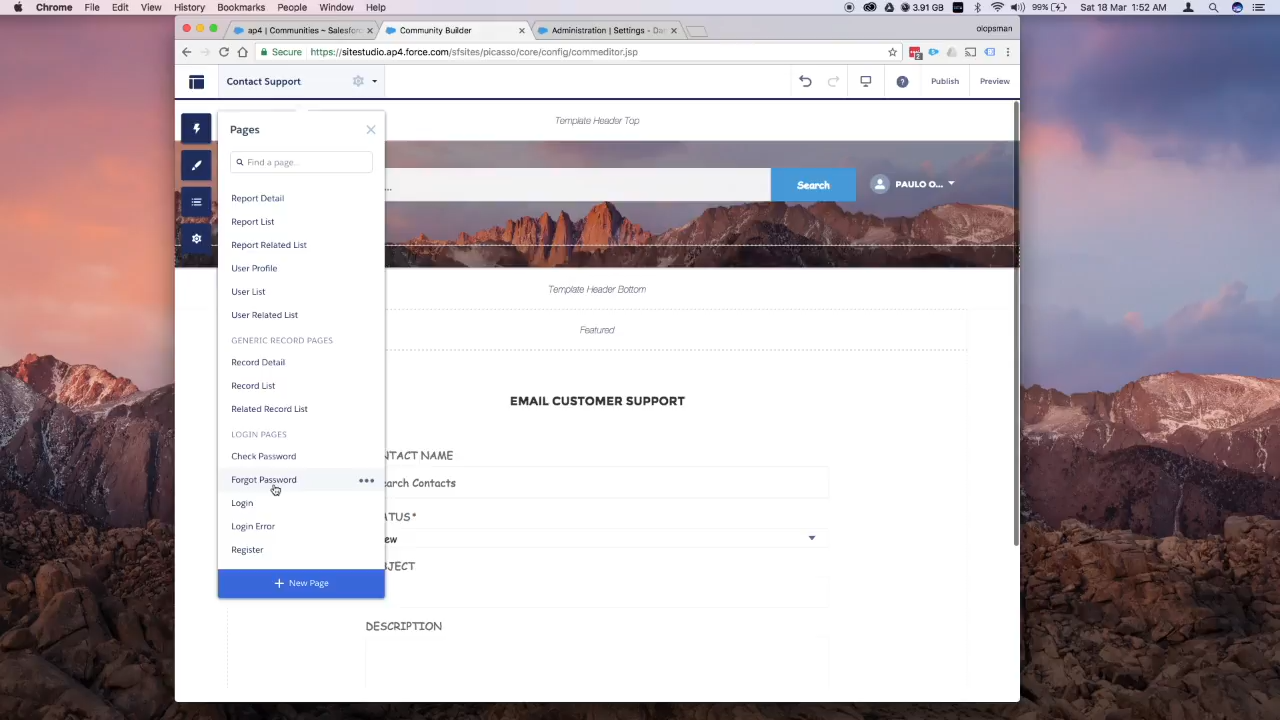 Chrome File Edit View History Bookmarks People Window Help 3.91 GB 99% Sat 18 Mar 1:52 AM
ap4 | Communities ~ Salesforc Community Builder Administration | Settings - Da olopsman
Secure https://sitestudio.ap4.force.com/sfsites/picasso/core/config/commeditor.jsp
Contact Support Publish Preview
Template Header Top
Pages
Find a page...
... Search PAULO O...
Report Detail
Report List
Report Related List
User Profile
User List
Template Header Bottom
User Related List
Featured
GENERIC RECORD PAGES
Record Detail
Record List
EMAIL CUSTOMER SUPPORT
Related Record List
LOGIN PAGES
Check Password
NTACT NAME
Forgot Password
earch Contacts
Login
ATUS*
Login Error
ew
Register
BJECT
New Page
DESCRIPTION